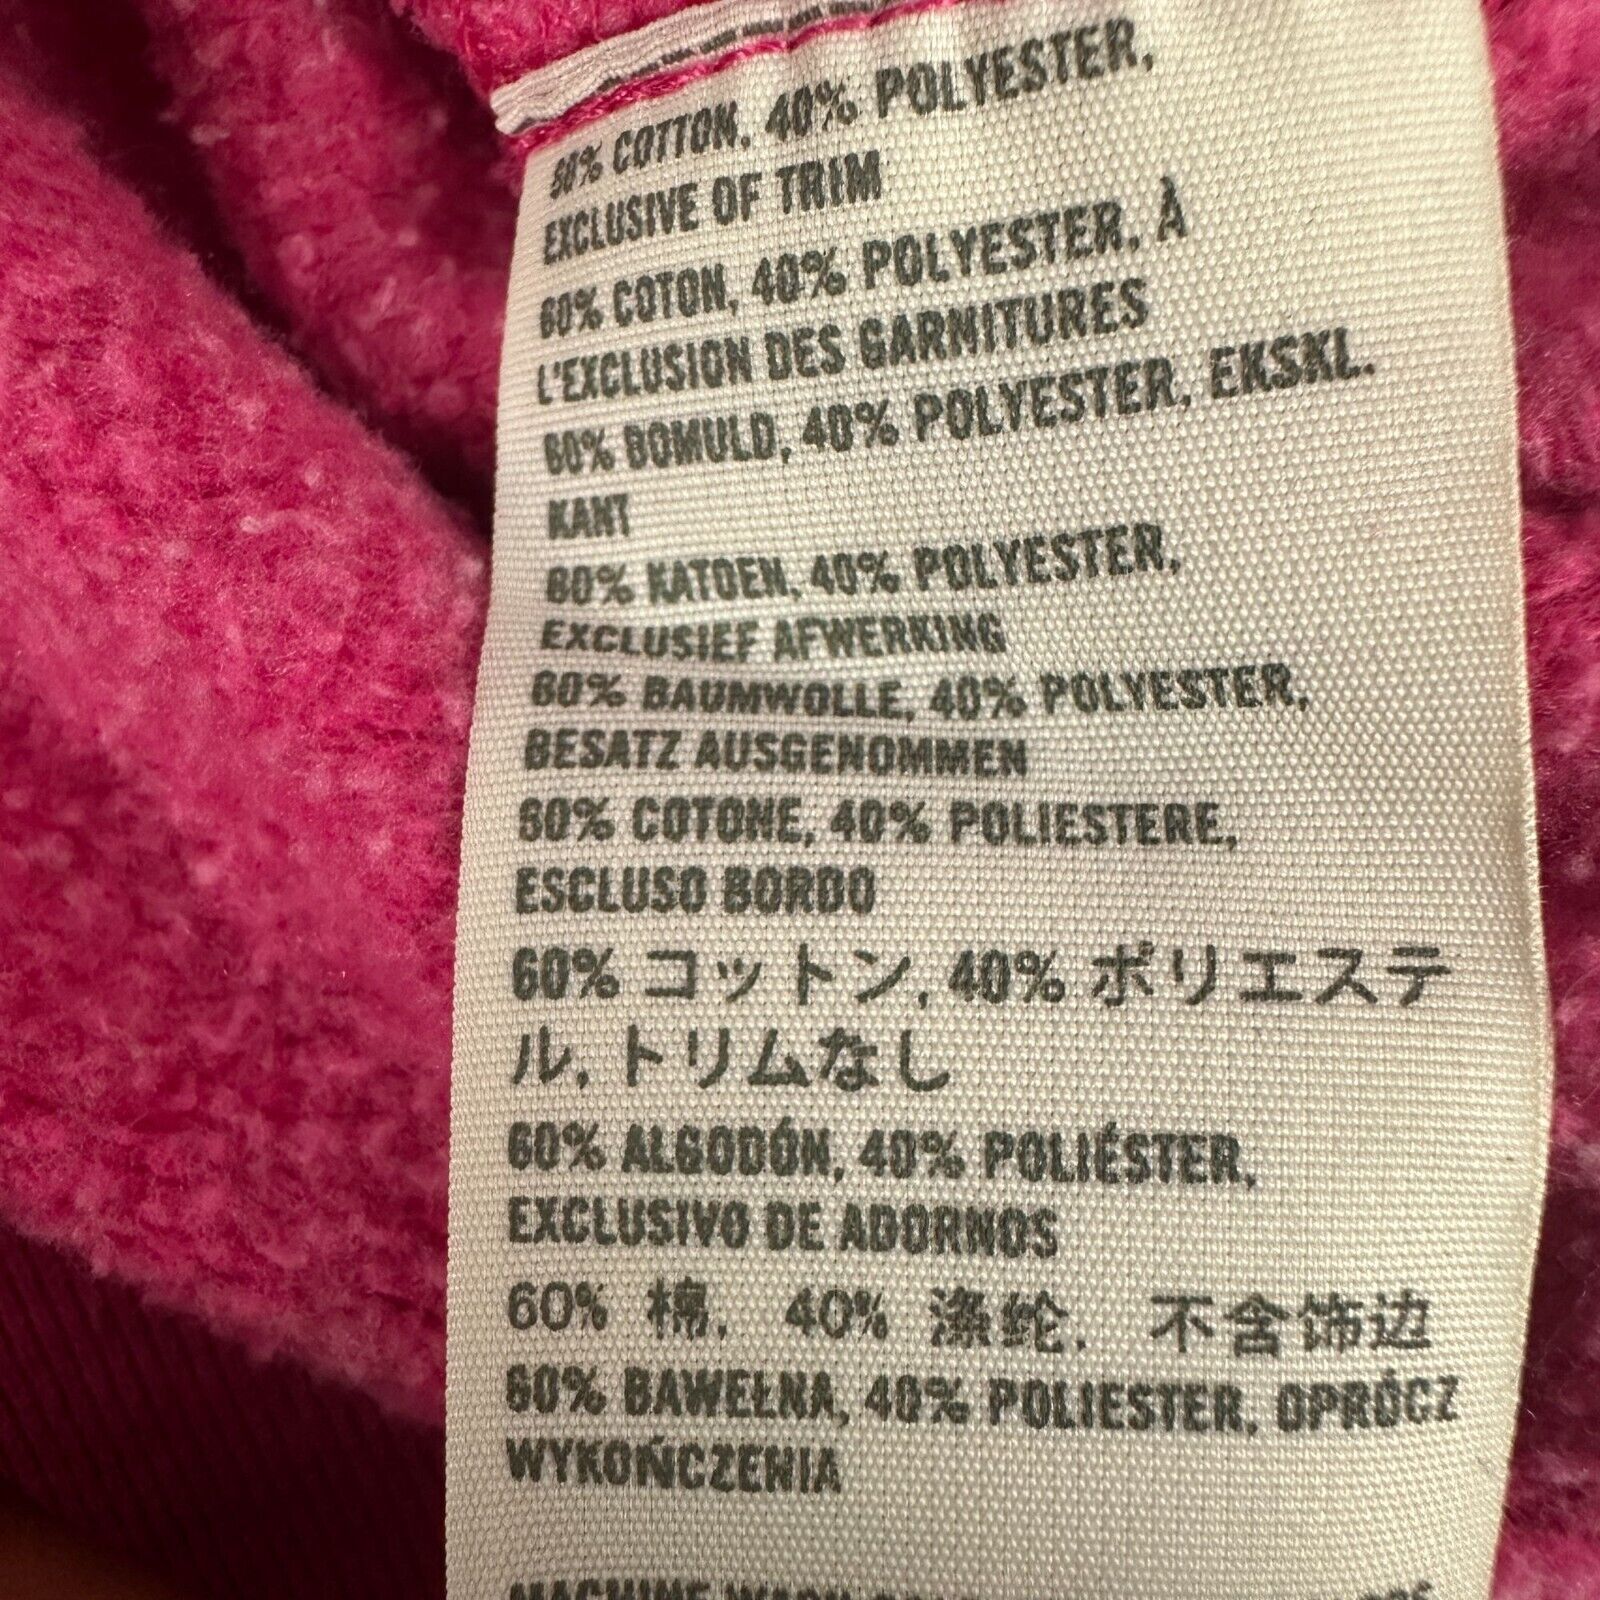 60% COTTON, 40% POLYESTER,
EXCLUSIVE OF TRIM
60% COTON, 40% POLYESTER, À
L'EXCLUSION DES GARNITURES
60% BOMULD, 40% POLYESTER, EKSKL.
KANT
60% KATOEN, 40% POLYESTER,
EXCLUSIEF AFWERKING
60% BAUMWOLLE, 40% POLYESTER,
BESATZ AUSGENOMMEN
60% COTONE, 40% POLIESTERE,
ESCLUSO BORDO
60% コットン, 40% ポリエステ
ル, トリムなし
60% ALGODÓN, 40% POLIÉSTER,
EXCLUSIVO DE ADORNOS
60% 棉, 40% 涤纶, 不含饰边
60% BAWEŁNA, 40% POLIESTER, OPRÓCZ
WYKOŃCZENIA
MACHINE WASH